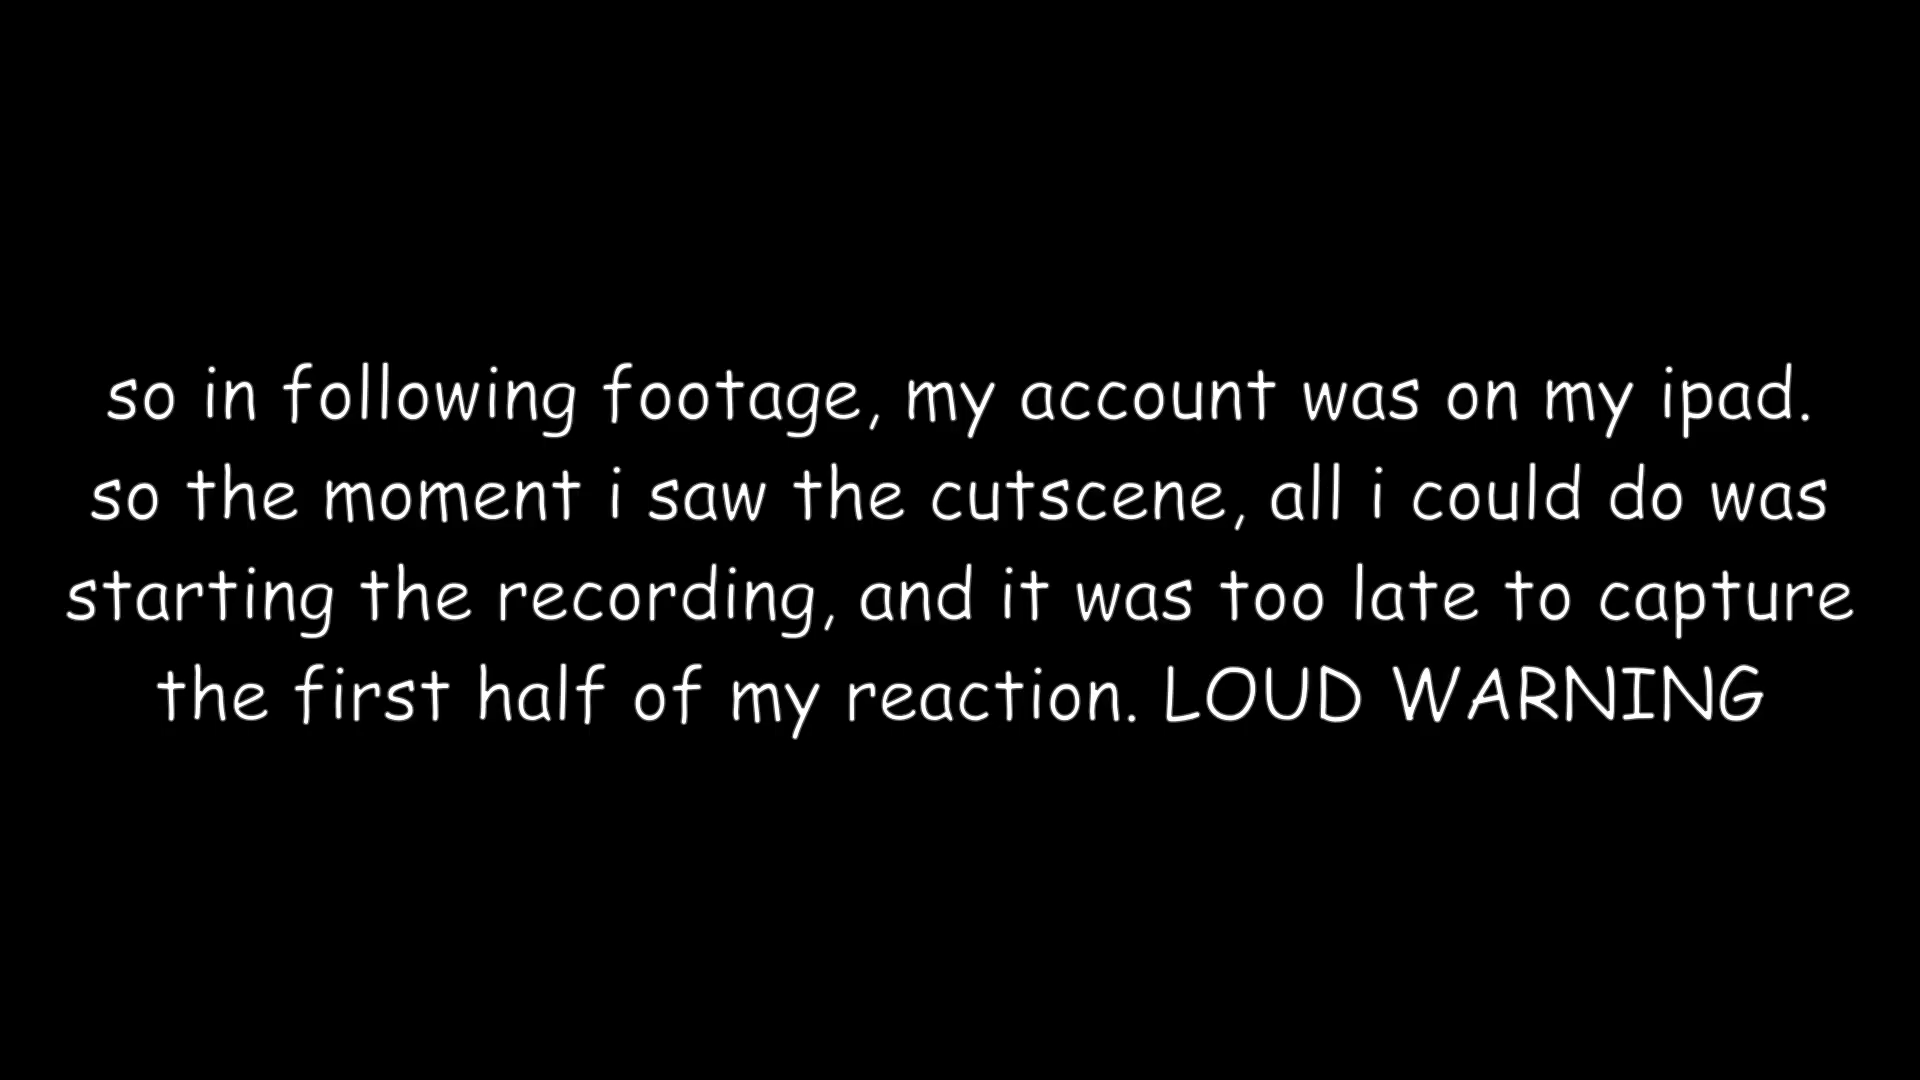 so in following footage, my account was on my ipad.
so the moment i saw the cutscene, all i could do was
starting the recording, and it was too late to capture
the first half of my reaction. LOUD WARNING